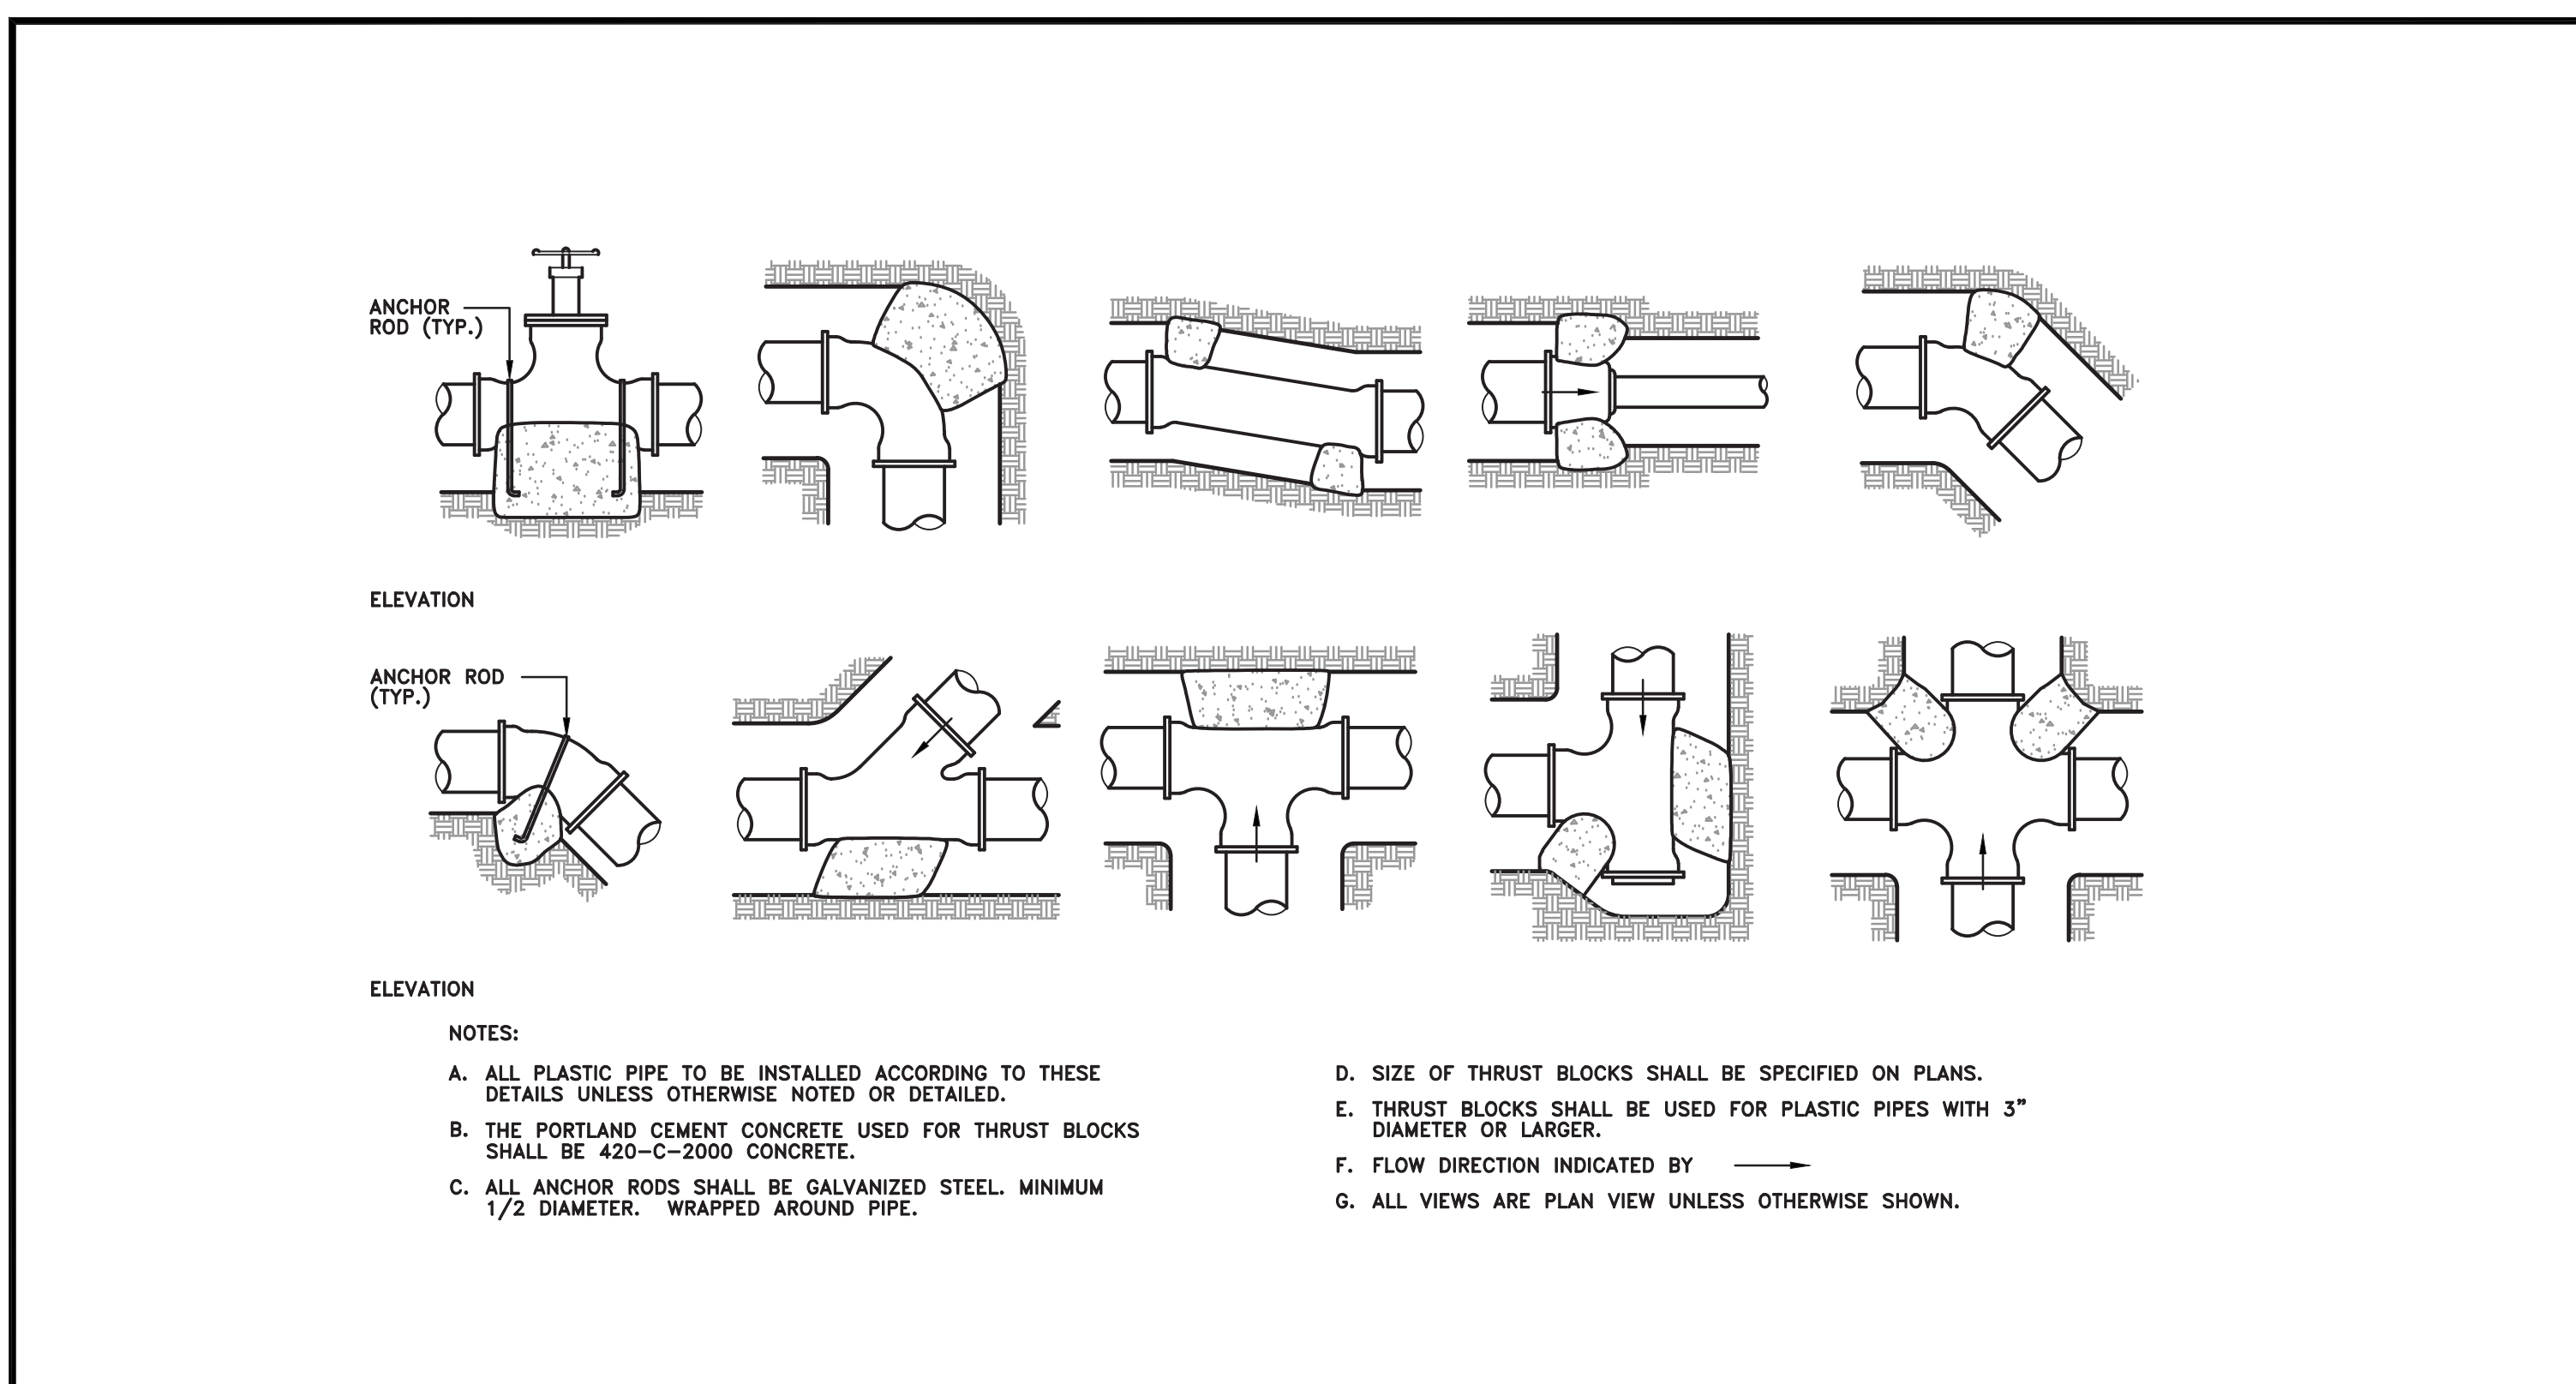 ANCHOR
ROD (TYP.)
ELEVATION
ANCHOR ROD
(TYP.)
ELEVATION
NOTES:
A. ALL PLASTIC PIPE TO BE INSTALLED ACCORDING TO THESE
DETAILS UNLESS OTHERWISE NOTED OR DETAILED.
B. THE PORTLAND CEMENT CONCRETE USED FOR THRUST BLOCKS
SHALL BE 420-C-2000 CONCRETE.
C. ALL ANCHOR RODS SHALL BE GALVANIZED STEEL. MINIMUM
1/2 DIAMETER. WRAPPED AROUND PIPE.
D. SIZE OF THRUST BLOCKS SHALL BE SPECIFIED ON PLANS.
E. THRUST BLOCKS SHALL BE USED FOR PLASTIC PIPES WITH 3"
DIAMETER OR LARGER.
F. FLOW DIRECTION INDICATED BY
G. ALL VIEWS ARE PLAN VIEW UNLESS OTHERWISE SHOWN.